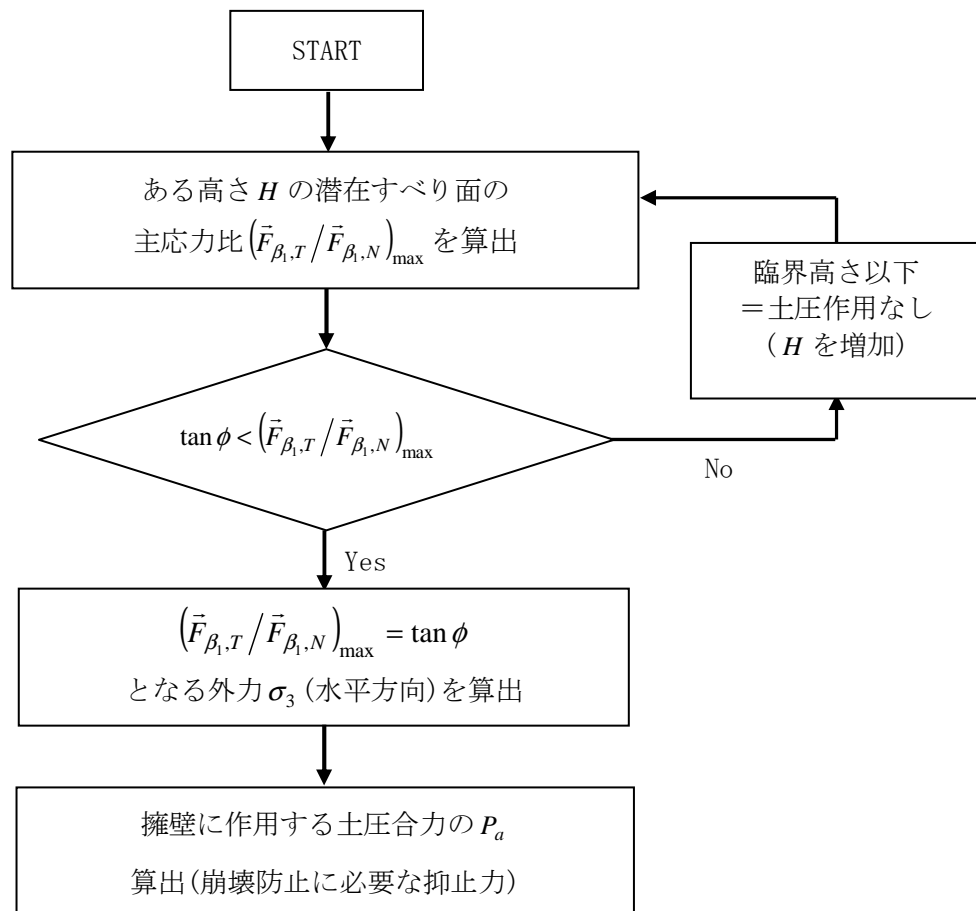 START
ある高さ H の潜在すべり面の
主応力比 (F⃗β₁,T / F⃗β₁,N)max を算出
臨界高さ以下
＝土圧作用なし
(H を増加)
tan ϕ < (F⃗β₁,T / F⃗β₁,N)max
No
Yes
(F⃗β₁,T / F⃗β₁,N)max = tan ϕ
となる外力 σ₃ (水平方向)を算出
擁壁に作用する土圧合力の Pₐ
算出(崩壊防止に必要な抑止力)